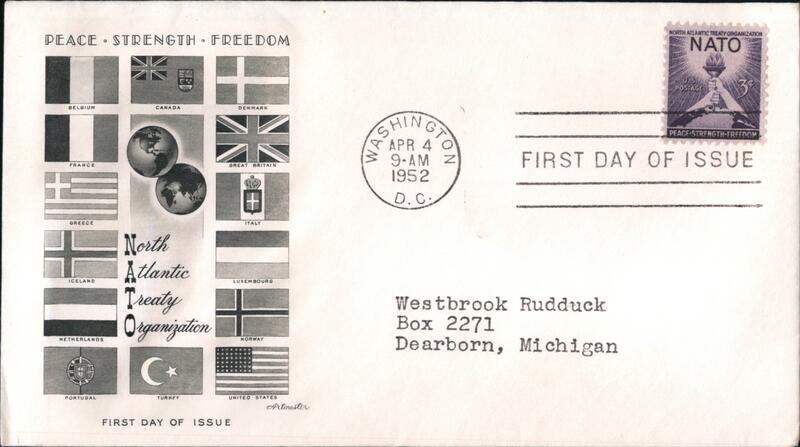 PEACE · STRENGTH · FREEDOM
BELGIUM
CANADA
DENMARK
FRANCE
GREAT BRITAIN
GREECE
ITALY
ICELAND
LUXEMBOURG
NETHERLANDS
NORWAY
PORTUGAL
TURKEY
UNITED STATES
North
Atlantic
Treaty
Organization
Artmaster
FIRST DAY OF ISSUE
WASHINGTON
APR 4
9-AM
1952
D.C.
FIRST DAY OF ISSUE
NORTH ATLANTIC TREATY ORGANIZATION
NATO
U.S.
POSTAGE
3¢
PEACE·STRENGTH·FREEDOM
Westbrook Rudduck
Box 2271
Dearborn, Michigan